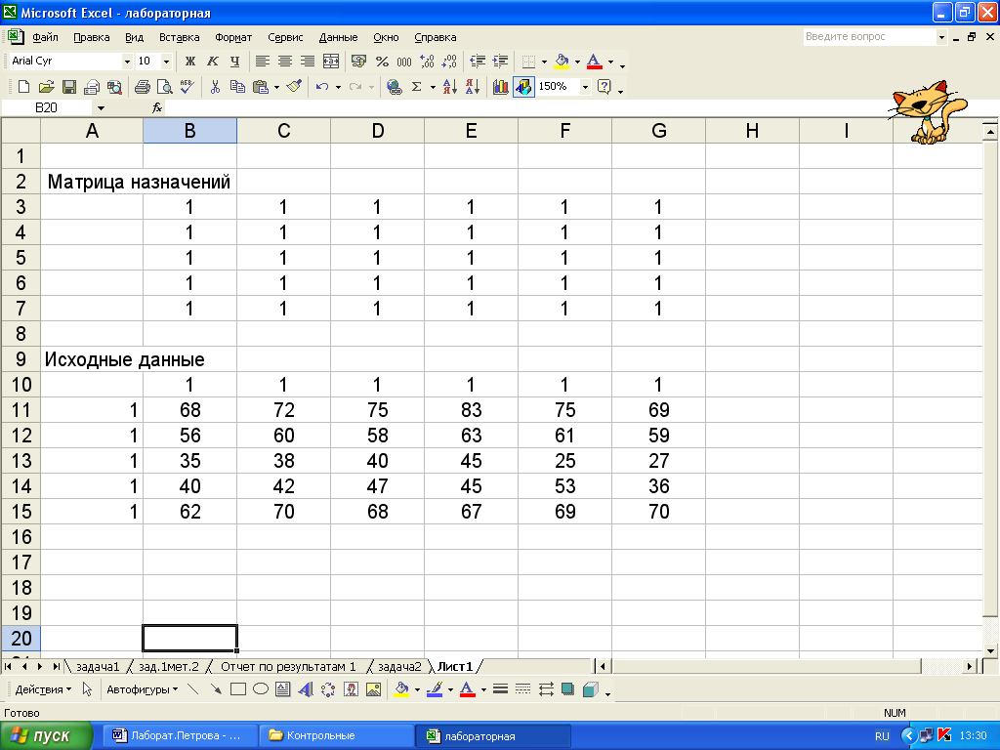 Microsoft Excel - лабораторная
Файл Правка Вид Вставка Формат Сервис Данные Окно Справка Введите вопрос
Arial Cyr 10 Ж К Ч % 000
Σ 150%
B20 fx
A B C D E F G H I
1
2 Матрица назначений
3 1 1 1 1 1 1
4 1 1 1 1 1 1
5 1 1 1 1 1 1
6 1 1 1 1 1 1
7 1 1 1 1 1 1
8
9 Исходные данные
10 1 1 1 1 1 1
11 1 68 72 75 83 75 69
12 1 56 60 58 63 61 59
13 1 35 38 40 45 25 27
14 1 40 42 47 45 53 36
15 1 62 70 68 67 69 70
16
17
18
19
20
задача1 зад.1мет.2 Отчет по результатам 1 задача2 Лист1
Действия Автофигуры
Готово NUM
пуск Лаборат.Петрова - ... Контрольные лабораторная RU 13:30